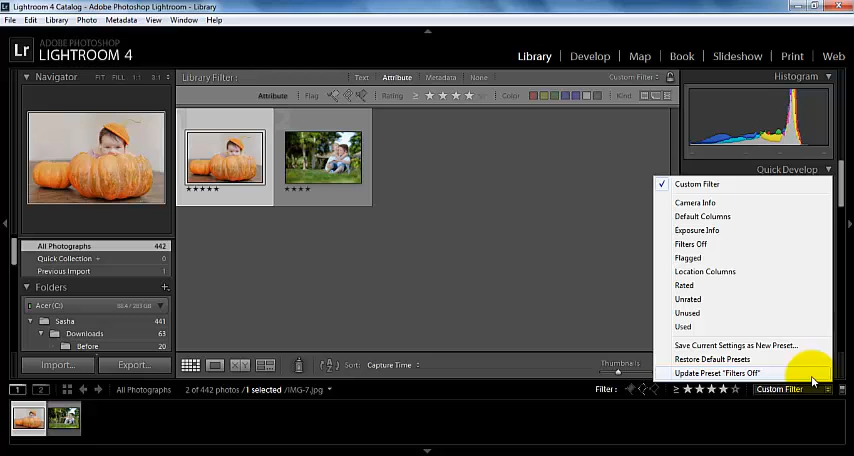 Lightroom 4 Catalog - Adobe Photoshop Lightroom - Library
File Edit Library Photo Metadata View Window Help
Lr ADOBE PHOTOSHOP
LIGHTROOM 4
Library | Develop | Map | Book | Slideshow | Print | Web
Navigator FIT FILL 1:1 3:1
Library Filter: Text Attribute Metadata None Custom Filter
Histogram
Attribute Flag Rating ≥ ★ ★ ★ ★ Color Kind
Quick Develop
★★★★★ ★★★★
Custom Filter
Camera Info
Default Columns
Exposure Info
Filters Off
Flagged
Location Columns
Rated
Unrated
Unused
Used
Save Current Settings as New Preset...
Restore Default Presets
Update Preset "Filters Off"
All Photographs 442
Quick Collection + 0
Previous Import 1
Folders +
Acer (C:)
Sasha 441
Downloads 63
Before 20
Import... Export...
Sort: Capture Time
Thumbnails
1 2 All Photographs 2 of 442 photos / 1 selected / IMG-7.jpg Filter: ≥ ★★★★☆ Custom Filter